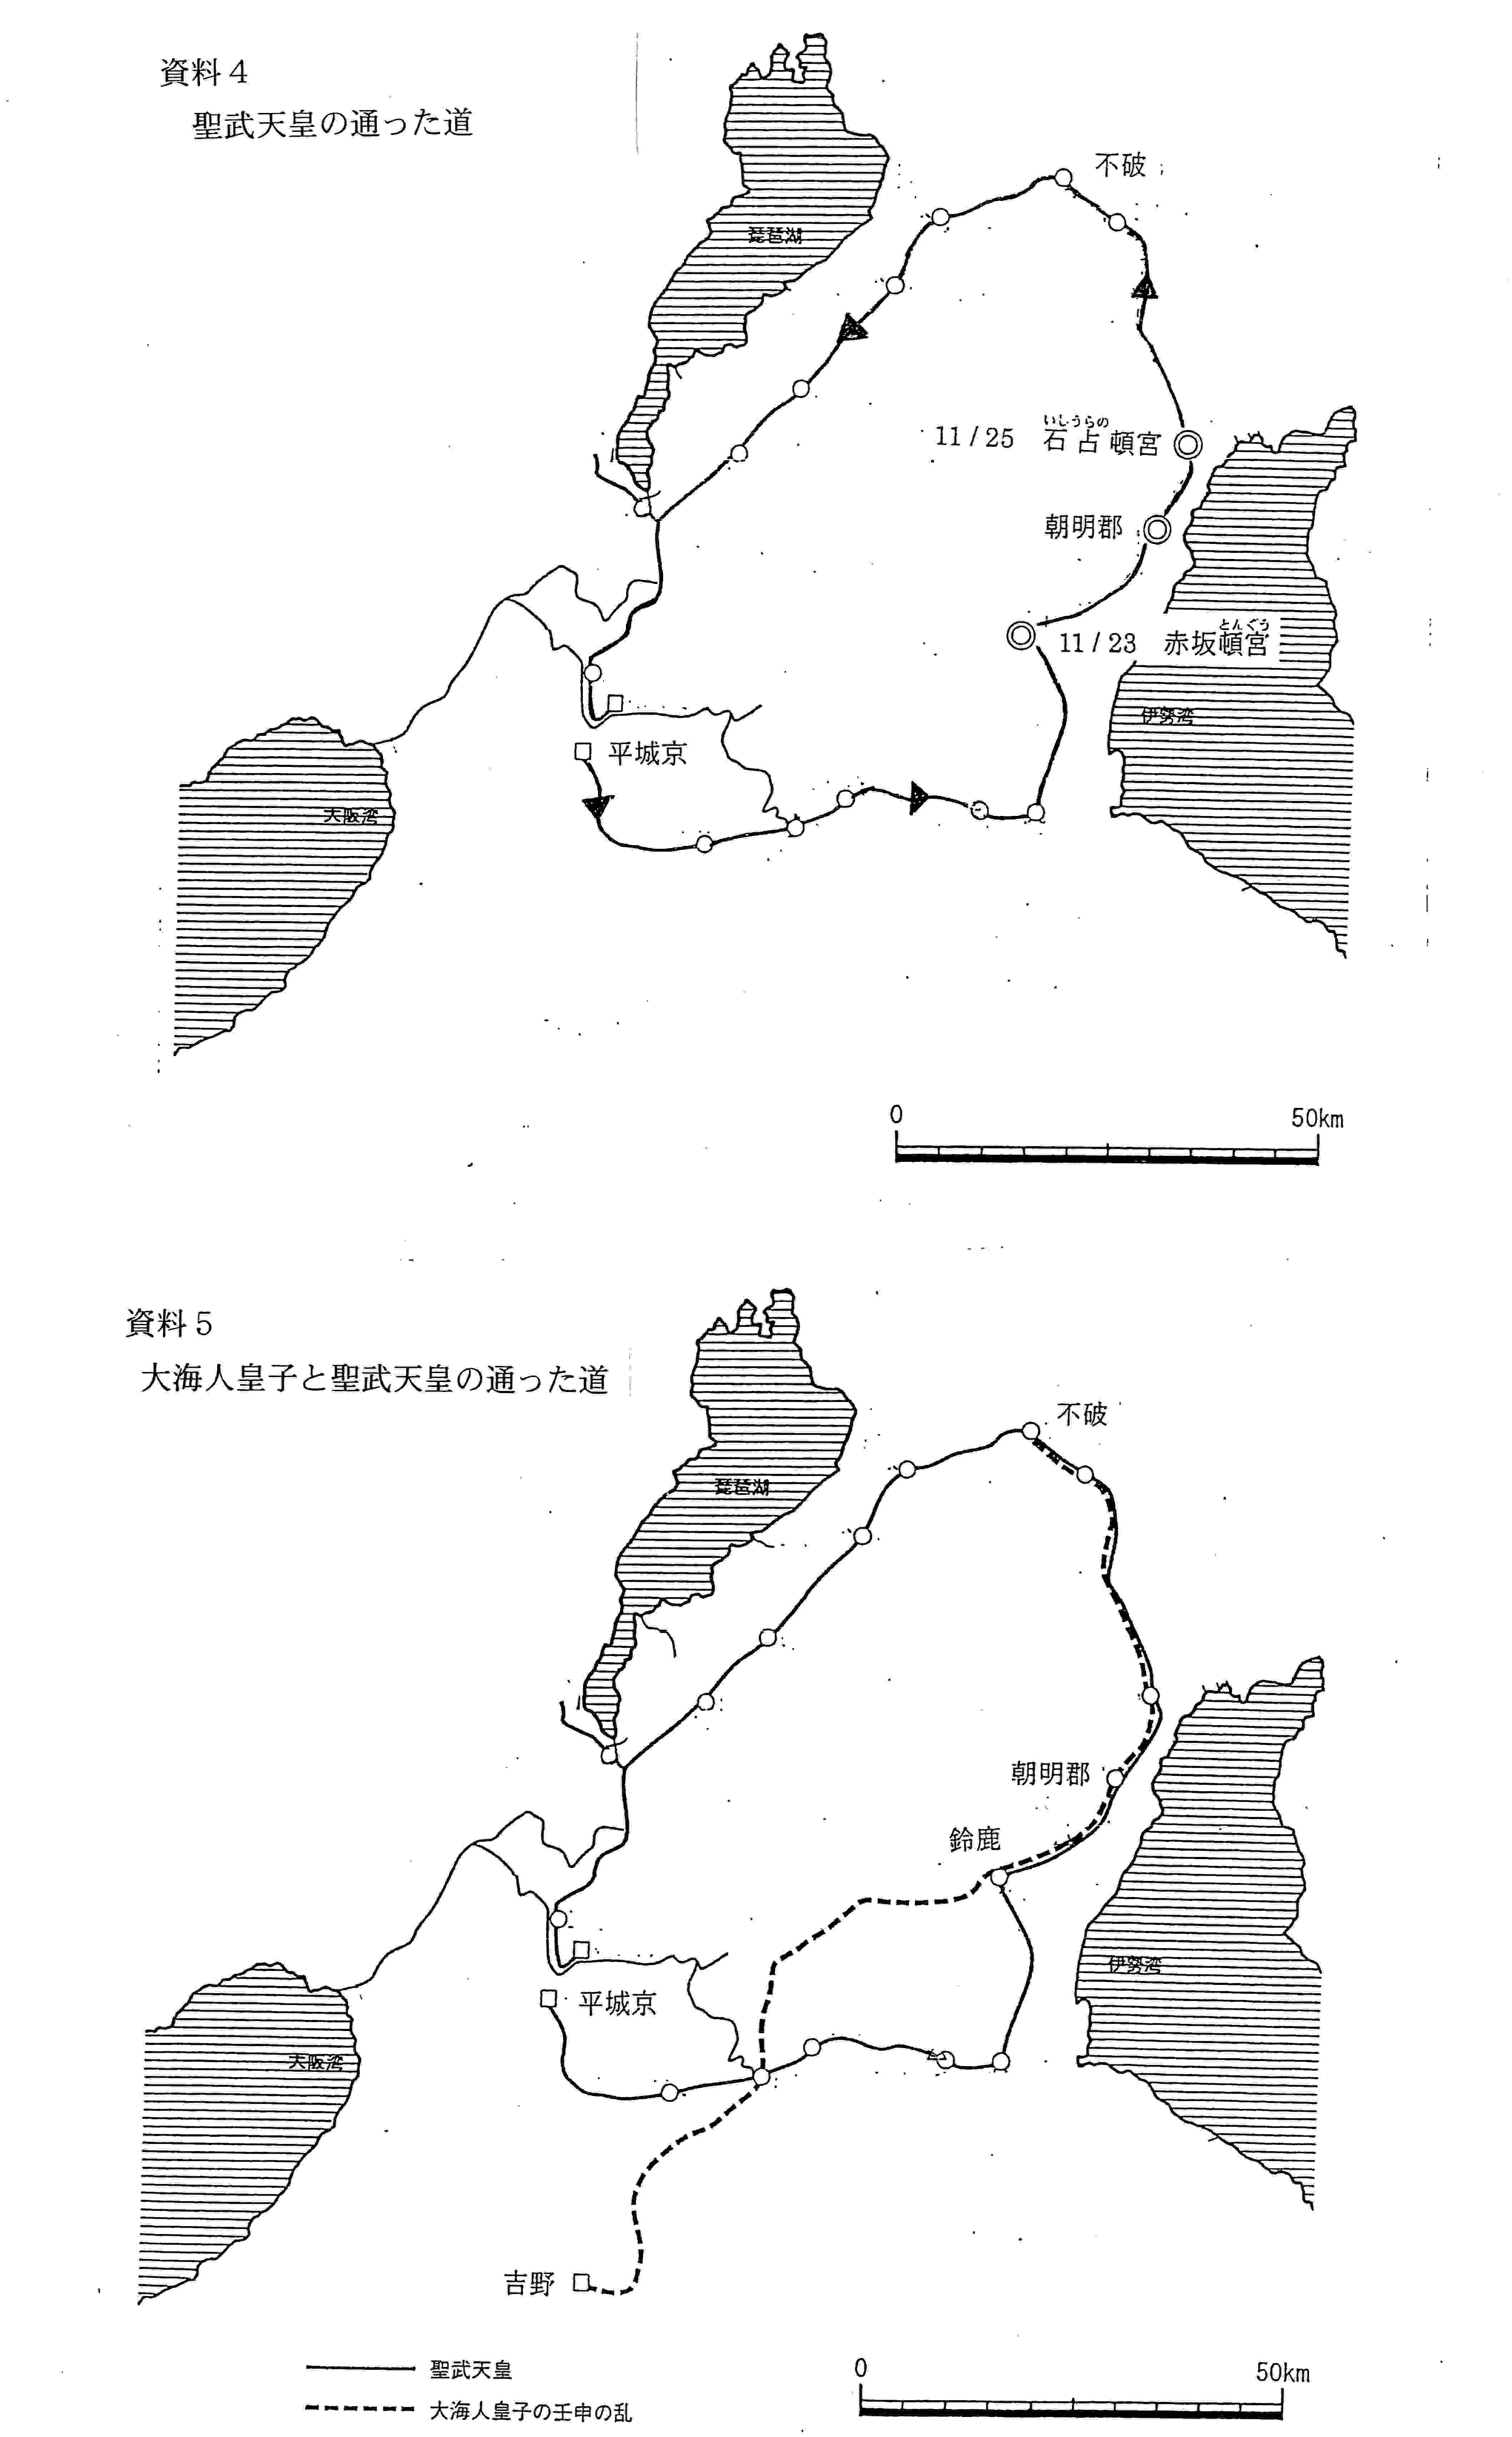 資料4
聖武天皇の通った道
不破
琵琶湖
いしうらの
11/25 石占頓宮
朝明郡
とんぐう
11/23 赤坂頓宮
伊勢湾
平城京
大阪湾
0 50km
資料5
大海人皇子と聖武天皇の通った道
不破
琵琶湖
朝明郡
鈴鹿
伊勢湾
平城京
大阪湾
吉野
聖武天皇
大海人皇子の壬申の乱
0 50km